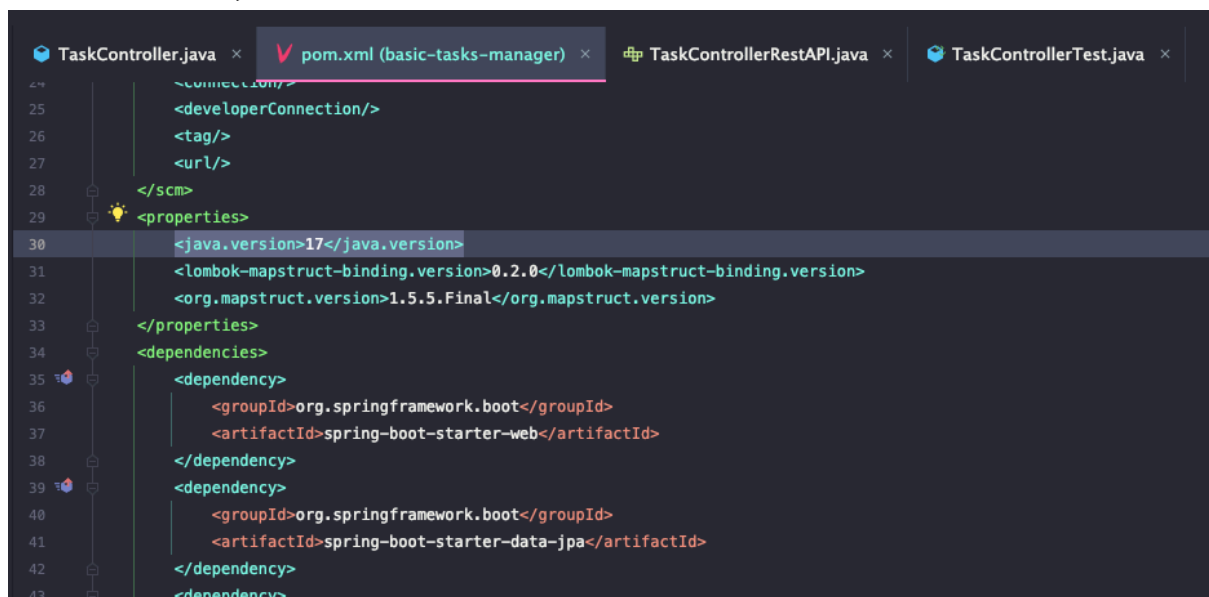 TaskController.java × pom.xml (basic-tasks-manager) × TaskControllerRestAPI.java × TaskControllerTest.java ×
24 <connection/>
25 <developerConnection/>
26 <tag/>
27 <url/>
28 </scm>
29 <properties>
30 <java.version>17</java.version>
31 <lombok-mapstruct-binding.version>0.2.0</lombok-mapstruct-binding.version>
32 <org.mapstruct.version>1.5.5.Final</org.mapstruct.version>
33 </properties>
34 <dependencies>
35 <dependency>
36 <groupId>org.springframework.boot</groupId>
37 <artifactId>spring-boot-starter-web</artifactId>
38 </dependency>
39 <dependency>
40 <groupId>org.springframework.boot</groupId>
41 <artifactId>spring-boot-starter-data-jpa</artifactId>
42 </dependency>
43 <dependency>